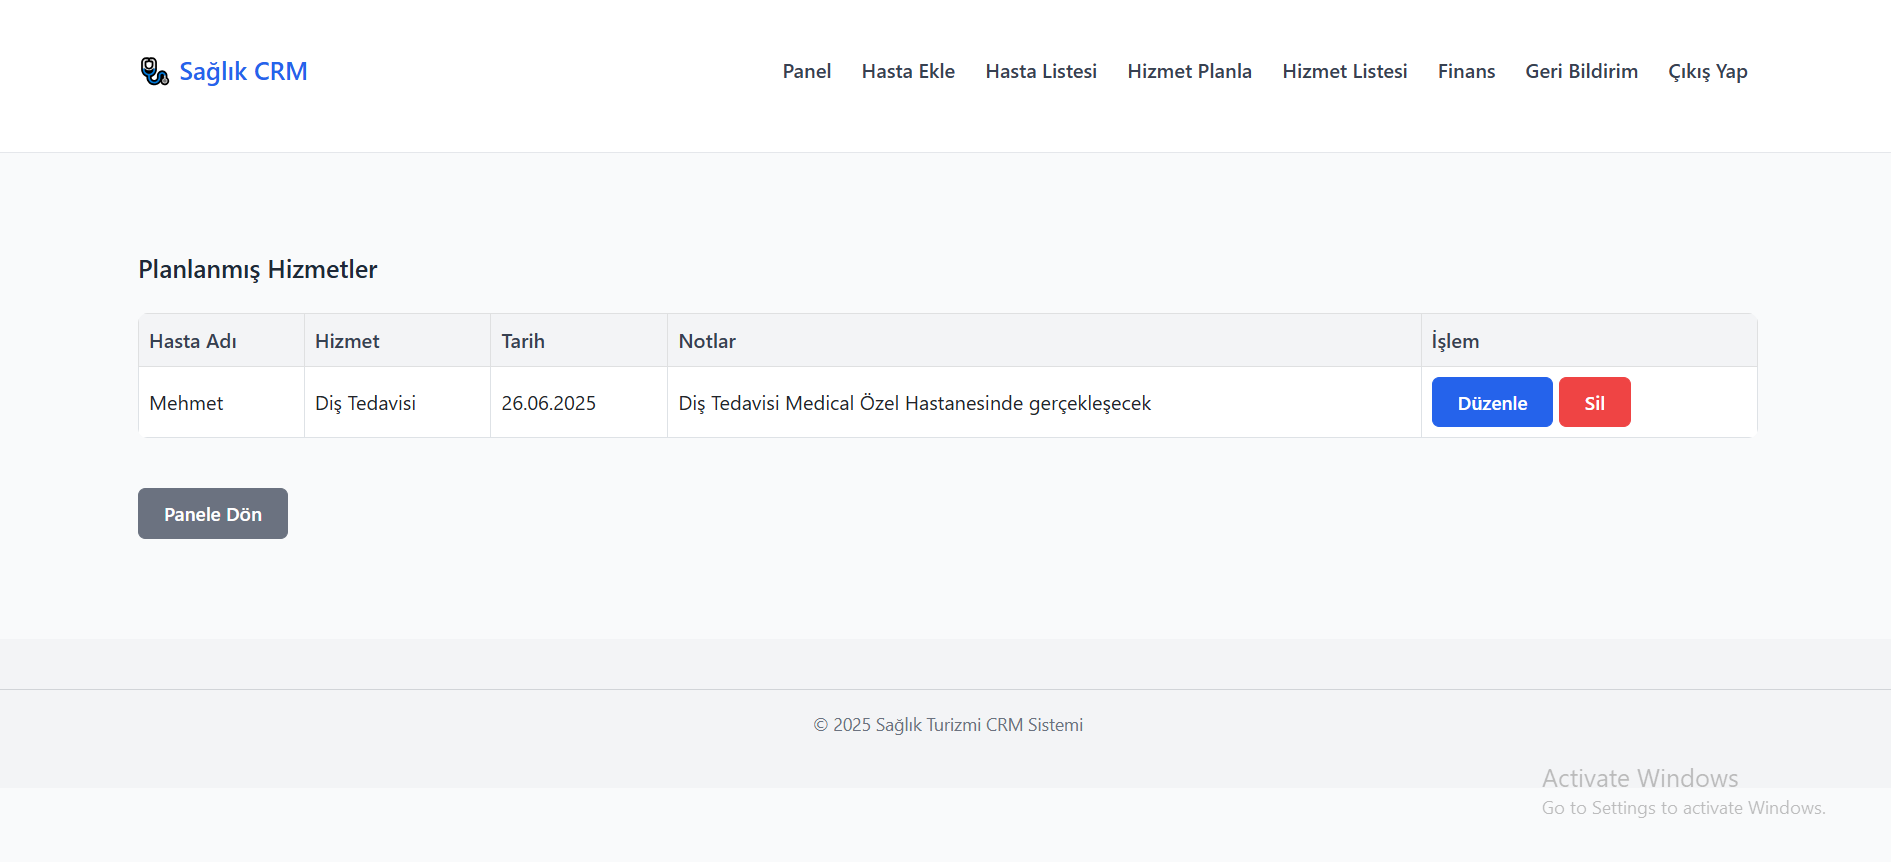 Sağlık CRM
Panel Hasta Ekle Hasta Listesi Hizmet Planla Hizmet Listesi Finans Geri Bildirim Çıkış Yap
Planlanmış Hizmetler
Hasta Adı Hizmet Tarih Notlar İşlem
Mehmet Diş Tedavisi 26.06.2025 Diş Tedavisi Medical Özel Hastanesinde gerçekleşecek Düzenle Sil
Panele Dön
© 2025 Sağlık Turizmi CRM Sistemi
Activate Windows
Go to Settings to activate Windows.